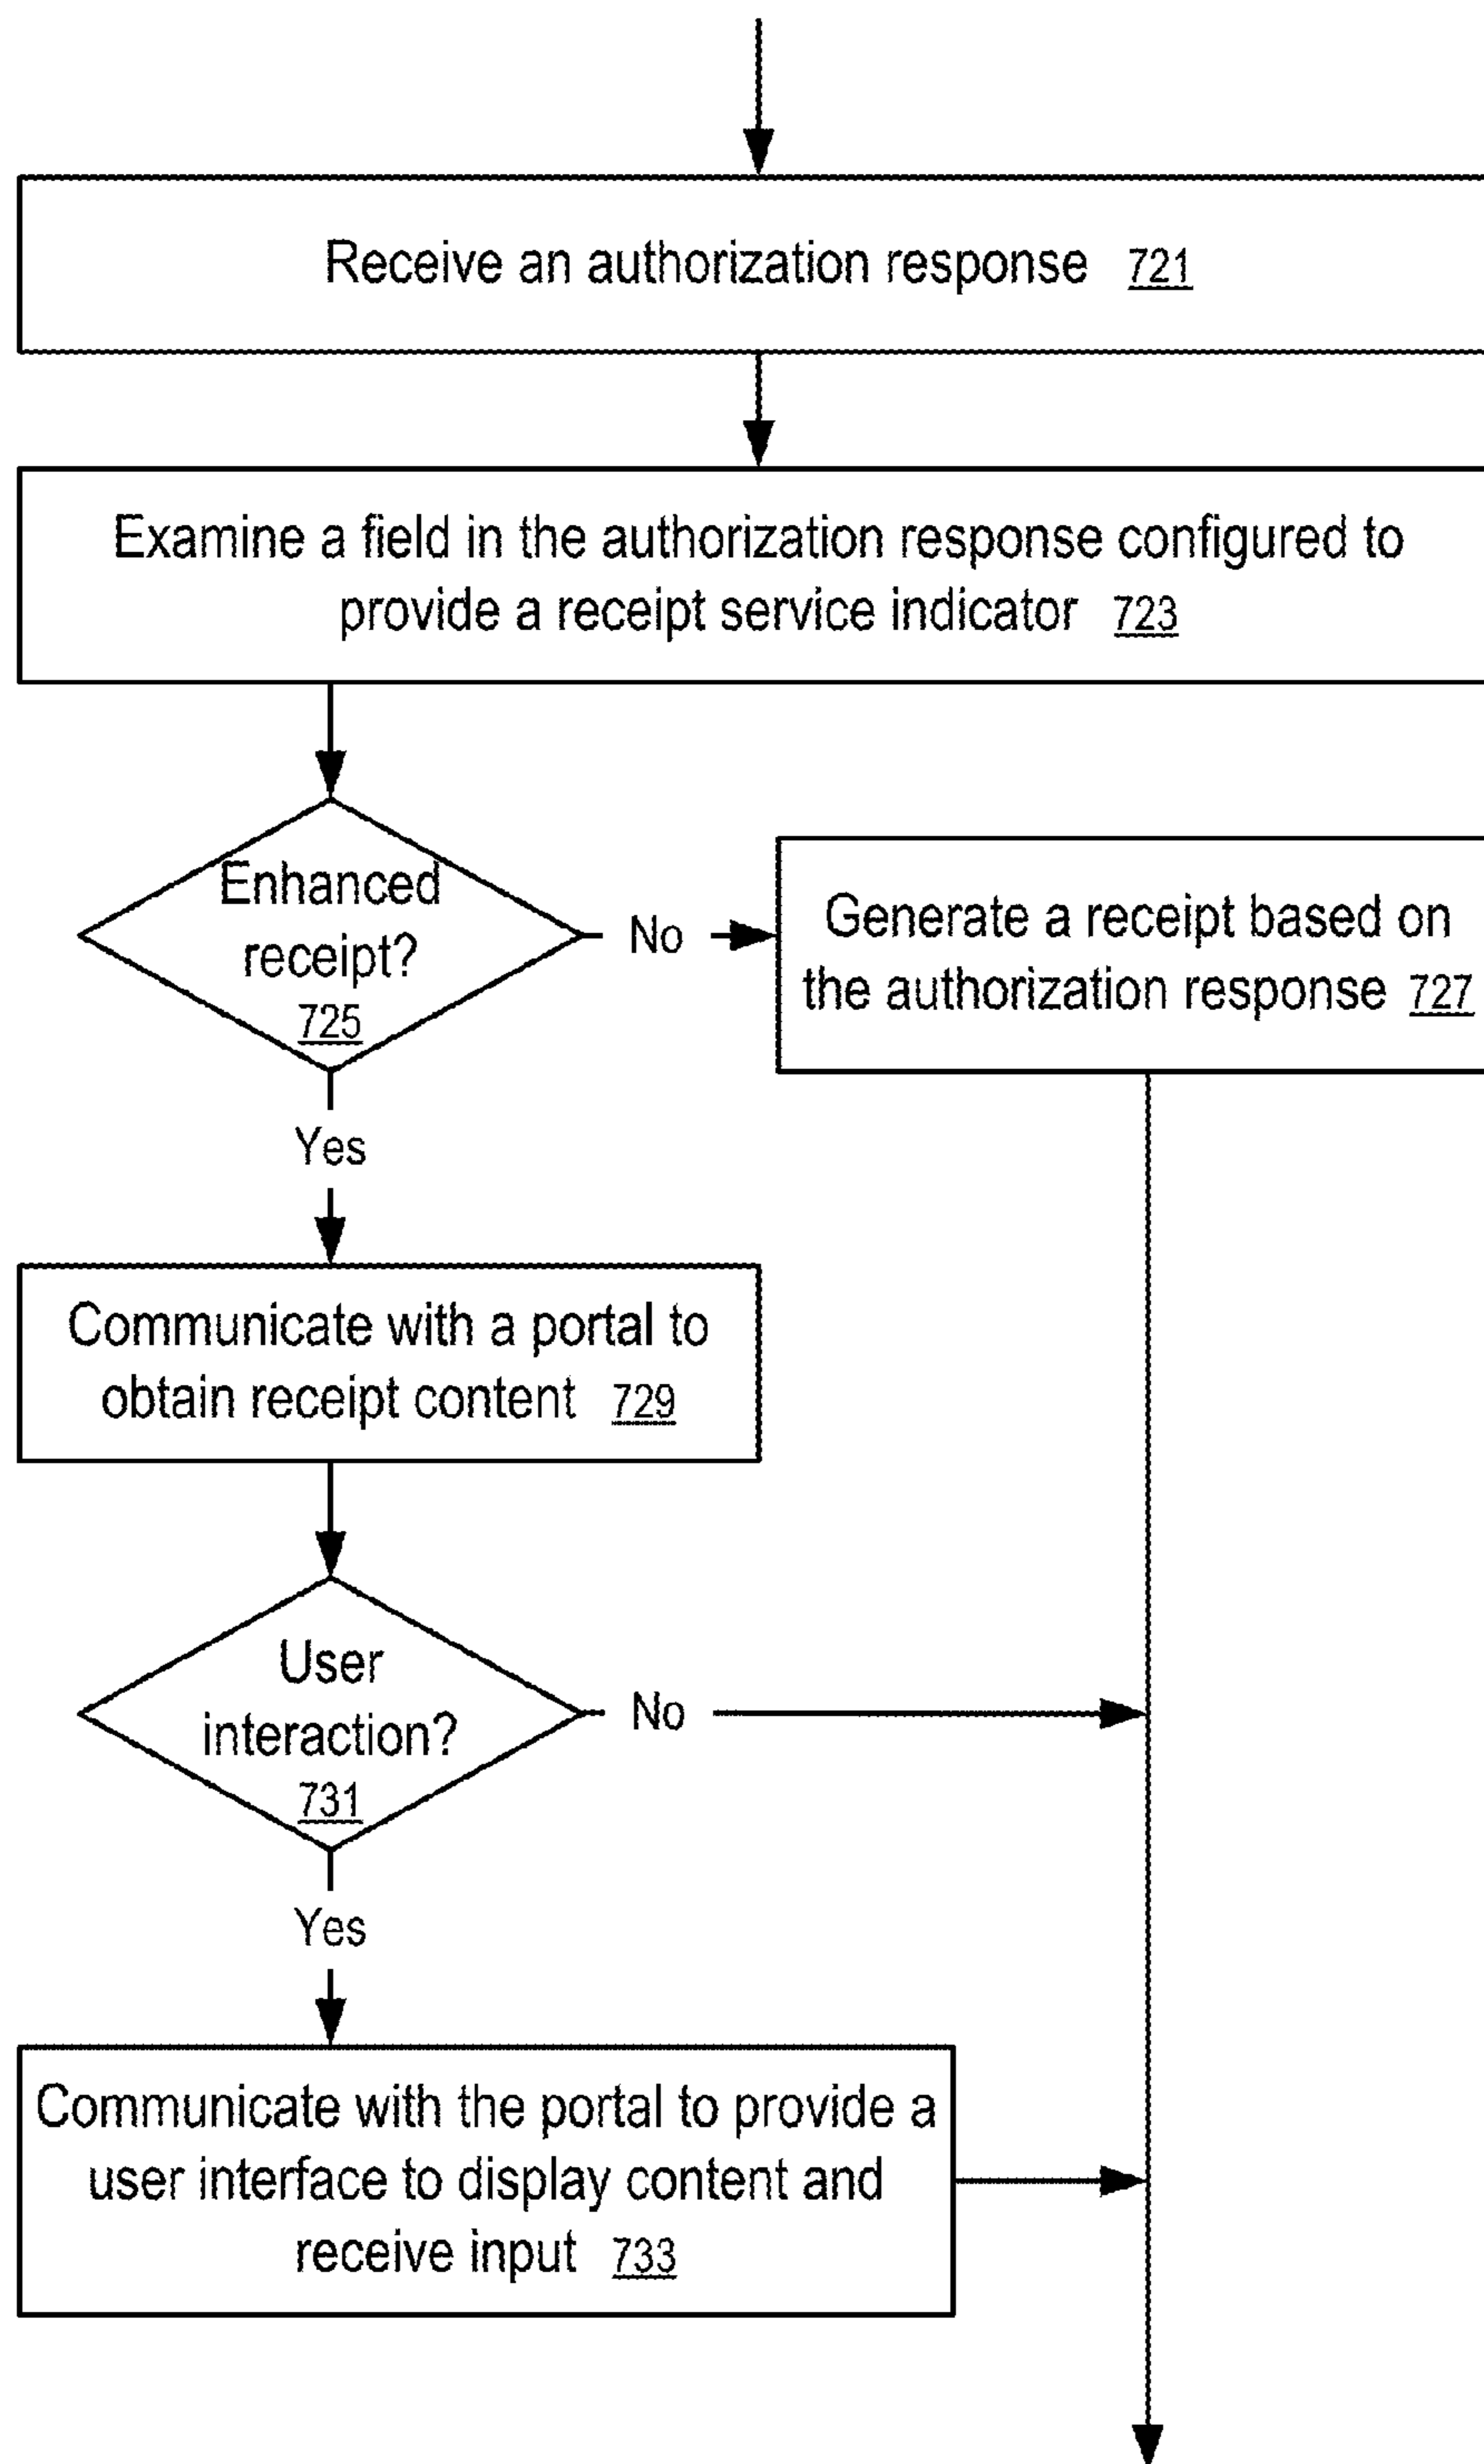 Receive an authorization response 721
Examine a field in the authorization response configured to
provide a receipt service indicator 723
Enhanced
receipt?
725
No
Generate a receipt based on
the authorization response 727
Yes
Communicate with a portal to
obtain receipt content 729
User
interaction?
731
No
Yes
Communicate with the portal to provide a
user interface to display content and
receive input 733